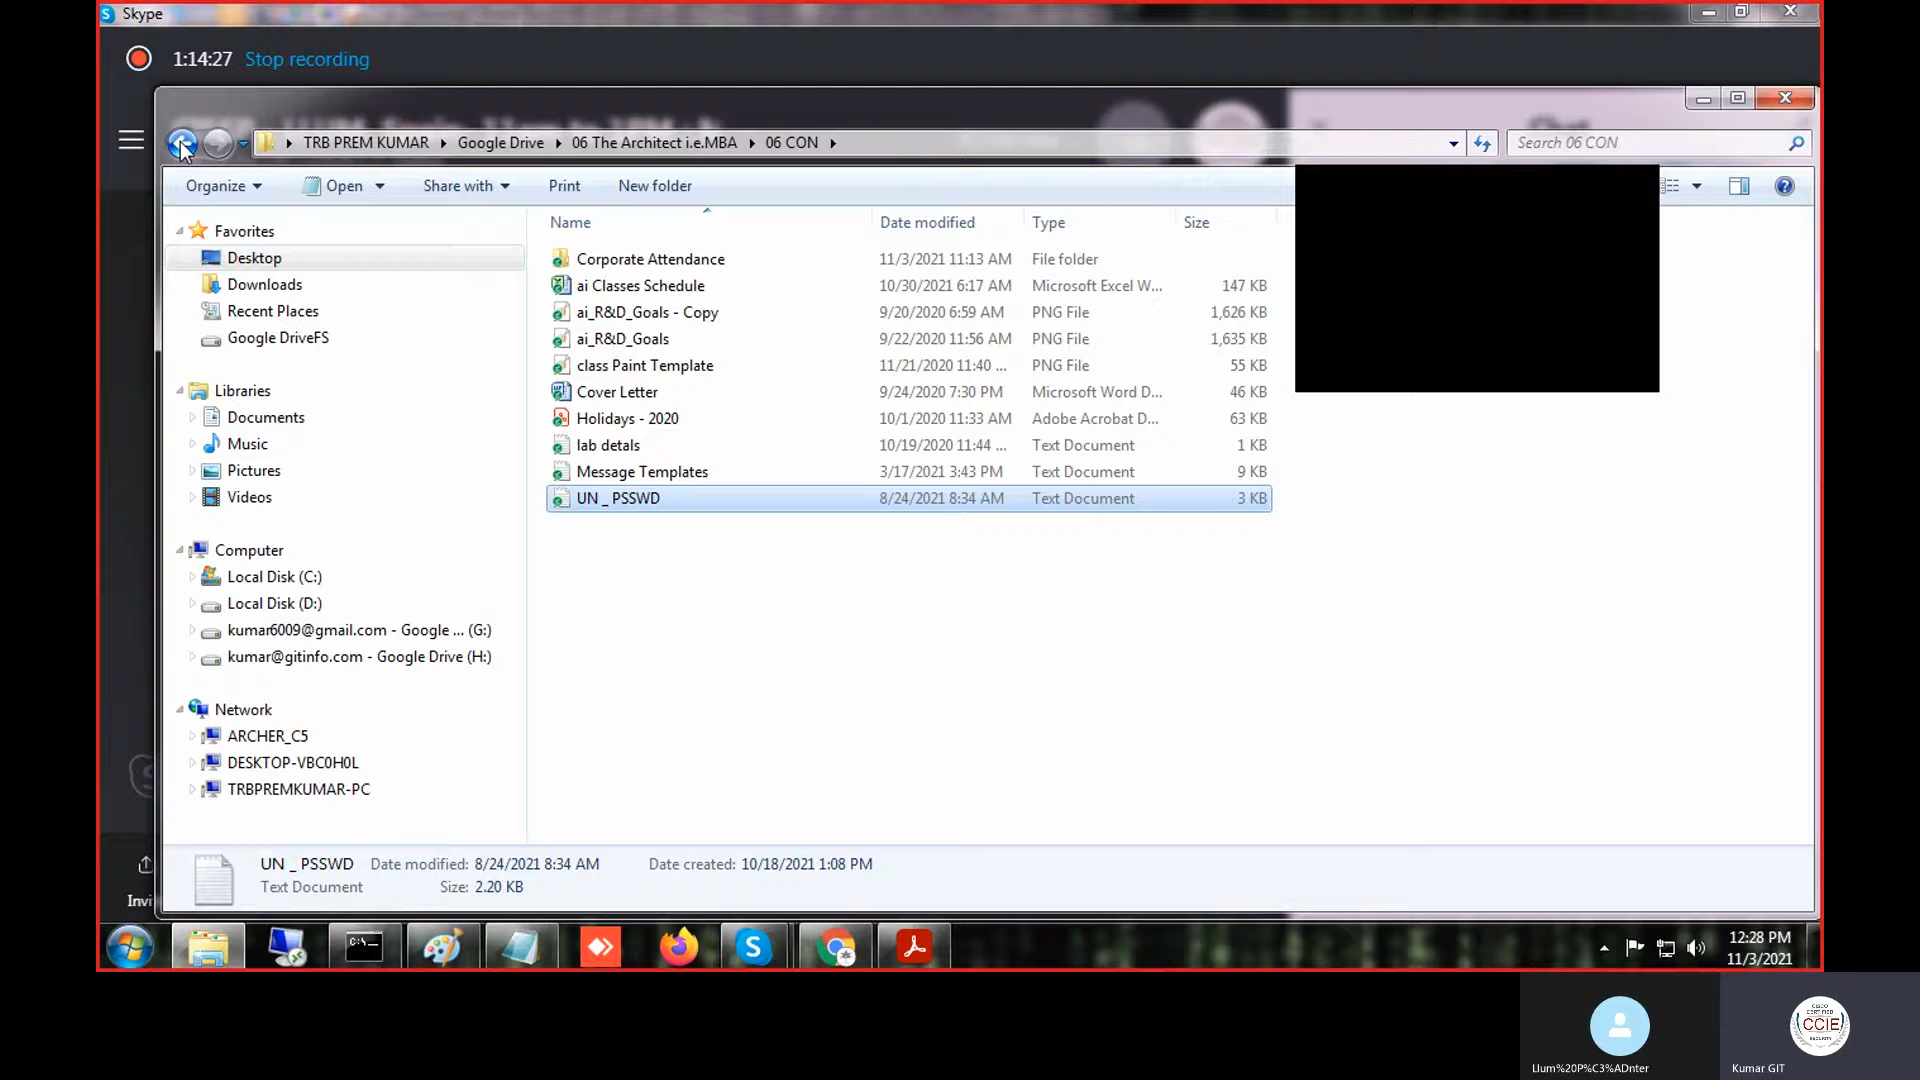 Skype
1:14:27 Stop recording
TRB PREM KUMAR Google Drive 06 The Architect i.e.MBA 06 CON
Search 06 CON
Organize Open Share with Print New folder
Name Date modified Type Size
Favorites
Desktop
Downloads
Recent Places
Google DriveFS
Libraries
Documents
Music
Pictures
Videos
Computer
Local Disk (C:)
Local Disk (D:)
kumar6009@gmail.com - Google ... (G:)
kumar@gitinfo.com - Google Drive (H:)
Network
ARCHER_C5
DESKTOP-VBC0H0L
TRBPREMKUMAR-PC
Corporate Attendance 11/3/2021 11:13 AM File folder
ai Classes Schedule 10/30/2021 6:17 AM Microsoft Excel W... 147 KB
ai_R&D_Goals - Copy 9/20/2020 6:59 AM PNG File 1,626 KB
ai_R&D_Goals 9/22/2020 11:56 AM PNG File 1,635 KB
class Paint Template 11/21/2020 11:40 ... PNG File 55 KB
Cover Letter 9/24/2020 7:30 PM Microsoft Word D... 46 KB
Holidays - 2020 10/1/2020 11:33 AM Adobe Acrobat D... 63 KB
lab detals 10/19/2020 11:44 ... Text Document 1 KB
Message Templates 3/17/2021 3:43 PM Text Document 9 KB
UN _ PSSWD 8/24/2021 8:34 AM Text Document 3 KB
UN _ PSSWD Date modified: 8/24/2021 8:34 AM Date created: 10/18/2021 1:08 PM
Text Document Size: 2.20 KB
Invi
12:28 PM
11/3/2021
CISCO
CERTIFIED
CCIE
SECURITY
Llum%20P%C3%ADnter
Kumar GIT